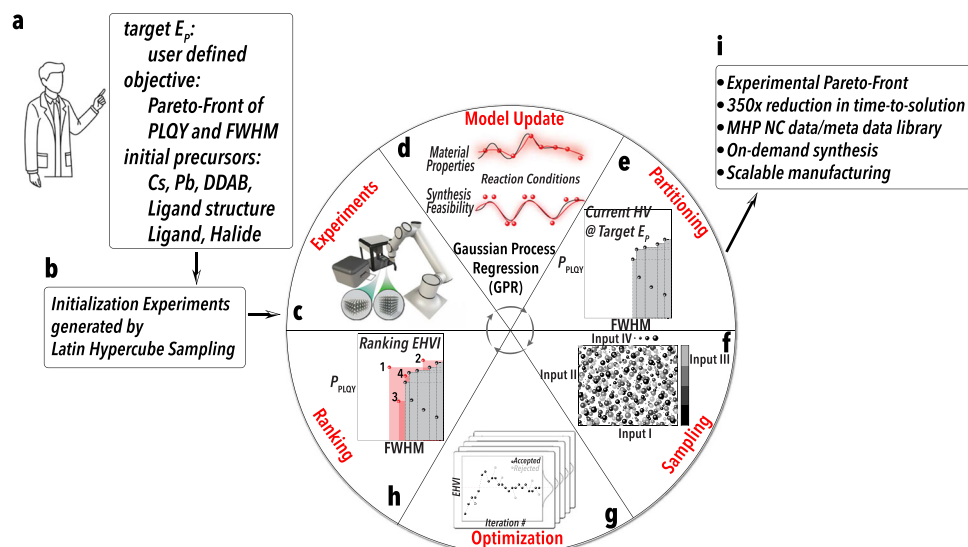 a
target EP:
user defined
objective:
Pareto-Front of
PLQY and FWHM
initial precursors:
Cs, Pb, DDAB,
Ligand structure
Ligand, Halide
b
Initialization Experiments
generated by
Latin Hypercube Sampling
c
Experiments
d
Model Update
Material
Properties
Reaction Conditions
Synthesis
Feasibility
Gaussian Process
Regression
(GPR)
e
Partitioning
Current HV
@ Target EP
PPLQY
FWHM
f
Input IV
Input III
Input II
Input I
Sampling
g
Accepted
Rejected
EHVI
Iteration #
Optimization
h
Ranking EHVI
1
2
4
3
PPLQY
FWHM
Ranking
i
•Experimental Pareto-Front
•350x reduction in time-to-solution
•MHP NC data/meta data library
•On-demand synthesis
•Scalable manufacturing